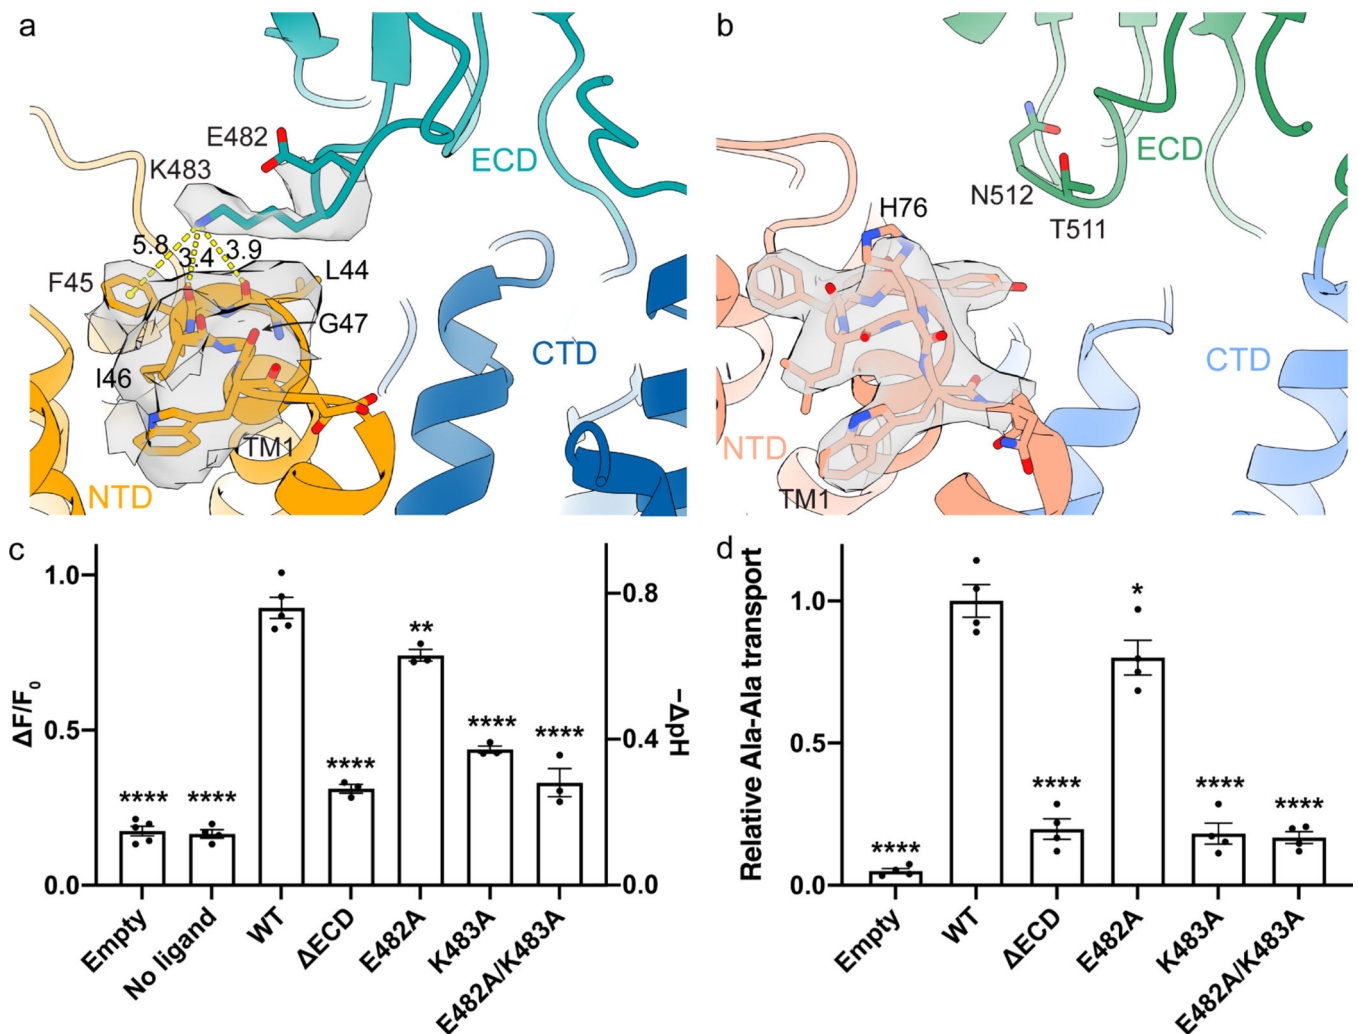 a
E482
K483
ECD
5.8
3.4
3.9
F45
L44
G47
I46
CTD
TM1
NTD
b
H76
N512
T511
ECD
CTD
NTD
TM1
c
ΔF/F₀
1.0
0.5
0.0
****
****
****
**
****
****
0.8
0.4
0.0
−ΔpH
Empty
No ligand
WT
ΔECD
E482A
K483A
E482A/K483A
d
Relative Ala-Ala transport
1.0
0.5
0.0
****
****
*
****
****
Empty
WT
ΔECD
E482A
K483A
E482A/K483A